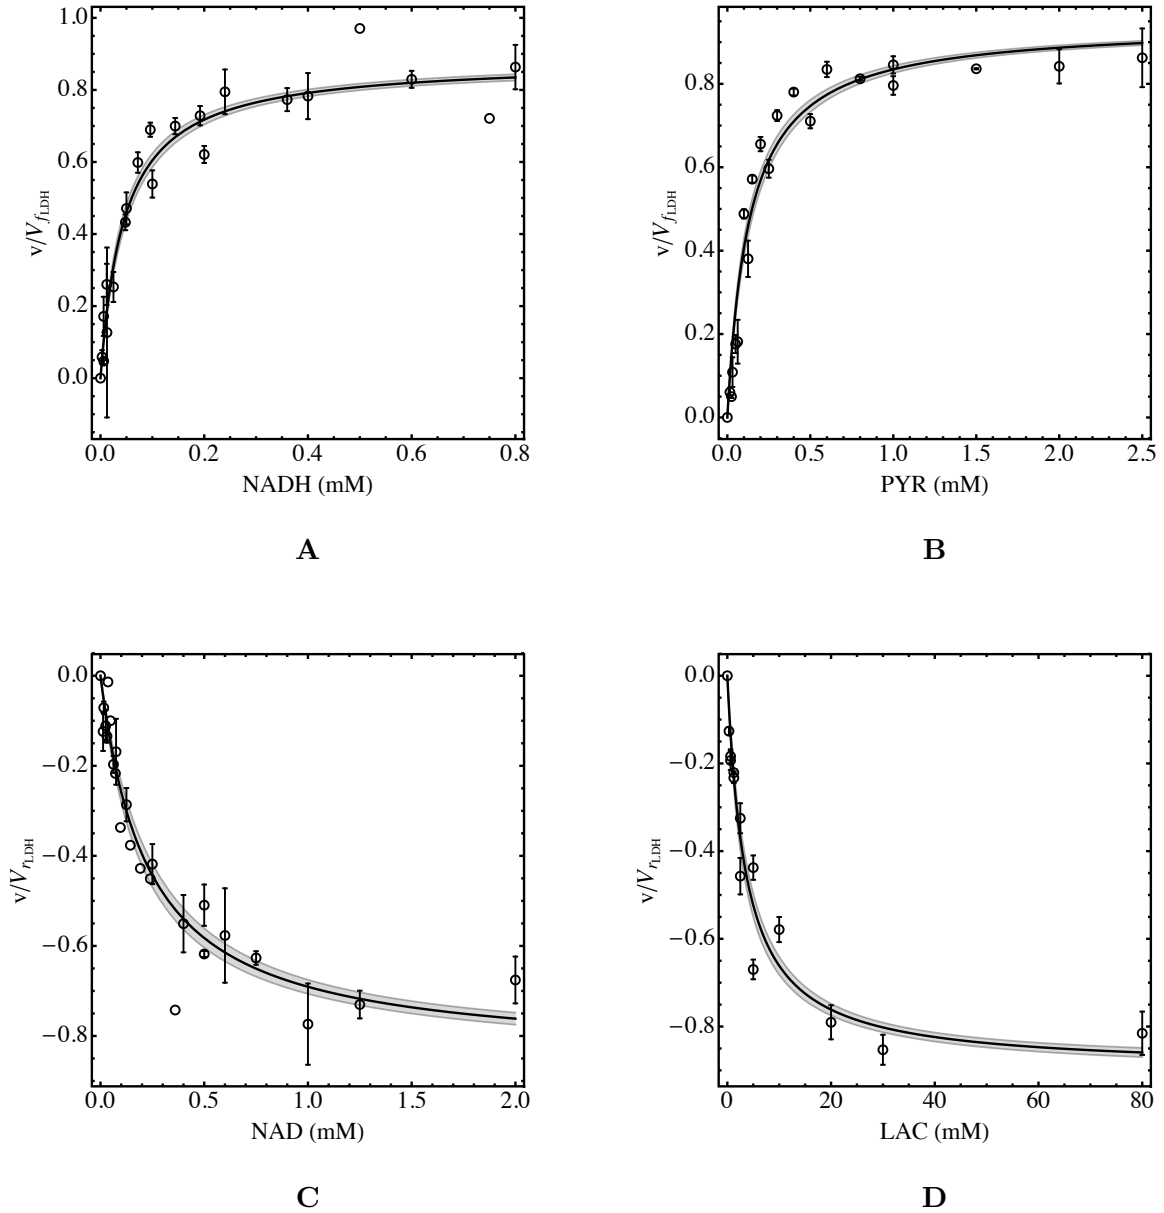 1.0
0.8
0.6
0.4
0.2
0.0
v/V_{f_{LDH}}
0.0 0.2 0.4 0.6 0.8
NADH (mM)
A
0.8
0.6
0.4
0.2
0.0
v/V_{f_{LDH}}
0.0 0.5 1.0 1.5 2.0 2.5
PYR (mM)
B
0.0
−0.2
−0.4
−0.6
−0.8
v/V_{r_{LDH}}
0.0 0.5 1.0 1.5 2.0
NAD (mM)
C
0.0
−0.2
−0.4
−0.6
−0.8
v/V_{r_{LDH}}
0 20 40 60 80
LAC (mM)
D